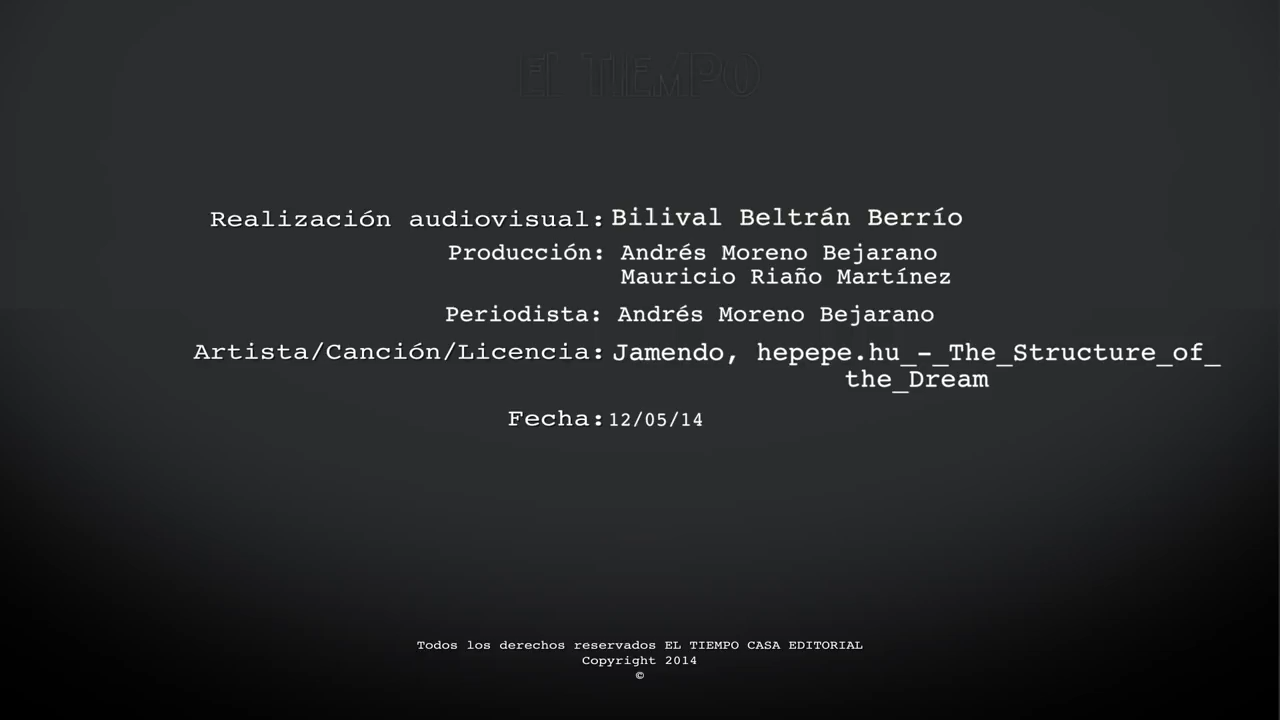 EL TIEMPO
Realización audiovisual: Bilival Beltrán Berrío
Producción: Andrés Moreno Bejarano
Mauricio Riaño Martínez
Periodista: Andrés Moreno Bejarano
Artista/Canción/Licencia: Jamendo, hepepe.hu_-_The_Structure_of_
the_Dream
Fecha: 12/05/14
Todos los derechos reservados EL TIEMPO CASA EDITORIAL
Copyright 2014
©